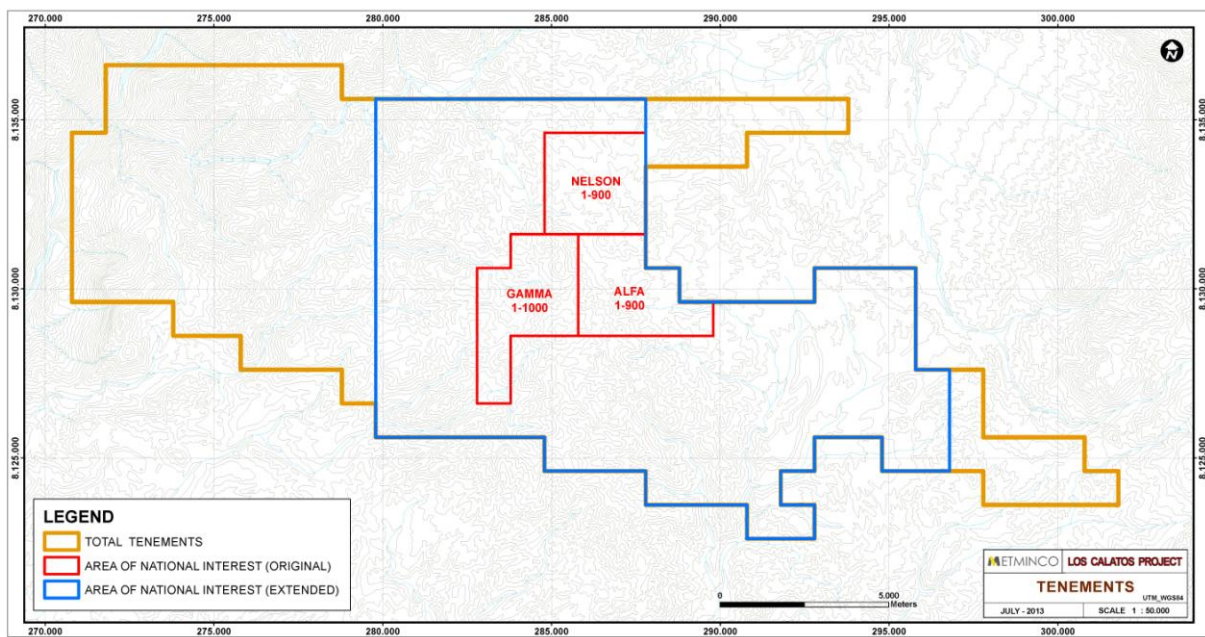 270.000 275.000 280.000 285.000 290.000 295.000 300.000
N
8.135.000 8.135.000
NELSON
1-900
8.130.000 8.130.000
GAMMA
1-1000
ALFA
1-900
8.125.000 8.125.000
LEGEND
TOTAL TENEMENTS
AREA OF NATIONAL INTEREST (ORIGINAL)
AREA OF NATIONAL INTEREST (EXTENDED)
0 5.000
Meters
METMINCO LOS CALATOS PROJECT
TENEMENTS
UTM_WGS84
JULY - 2013 SCALE 1 : 50.000
270.000 275.000 280.000 285.000 290.000 295.000 300.000